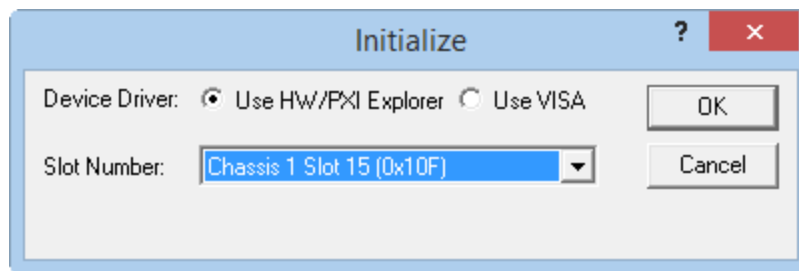 Initialize
?
Device Driver: Use HW/PXI Explorer Use VISA
OK
Slot Number: Chassis 1 Slot 15 (0x10F)
Cancel